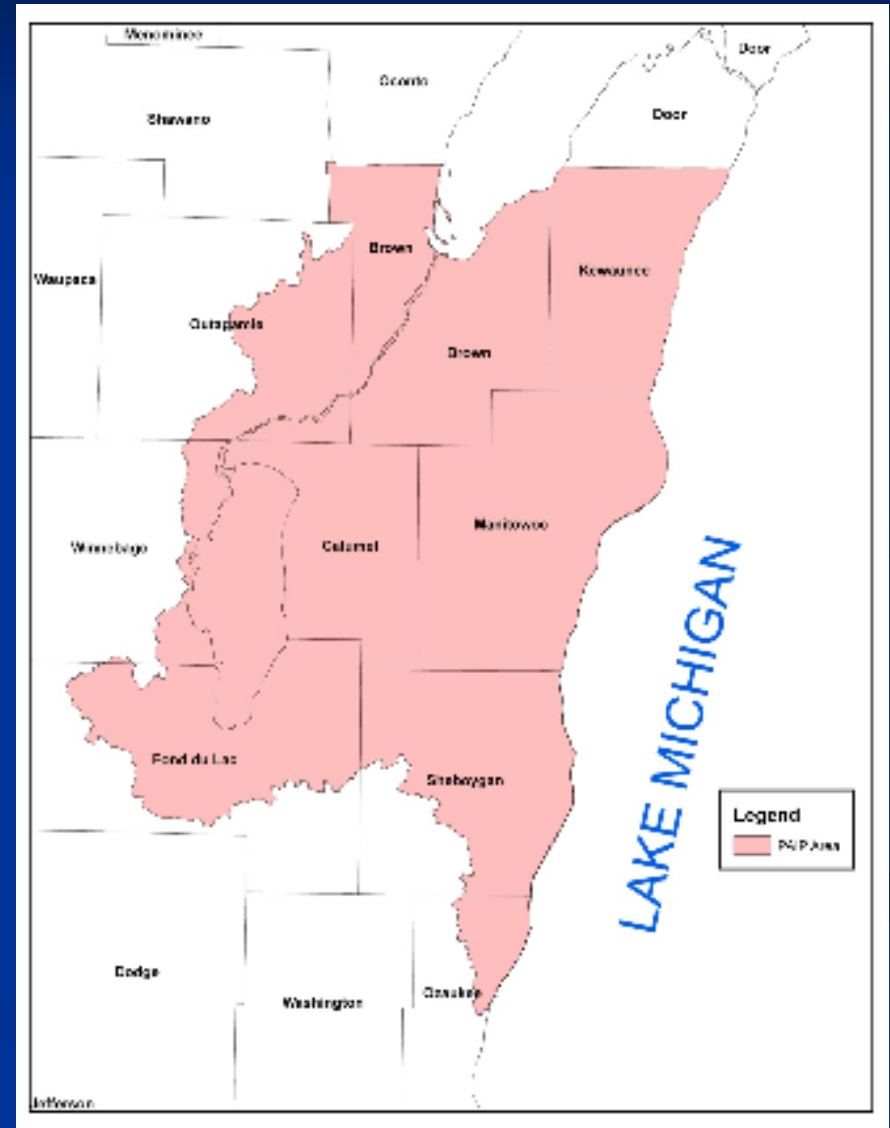 Menominee
Door
Oconto
Shawano
Door
Brown
Kewaunee
Waupaca
Outagamie
Brown
Manitowoc
Winnebago
Calumet
LAKE MICHIGAN
Fond du Lac
Sheboygan
Legend
Area
Dodge
Ozaukee
Washington
Jefferson